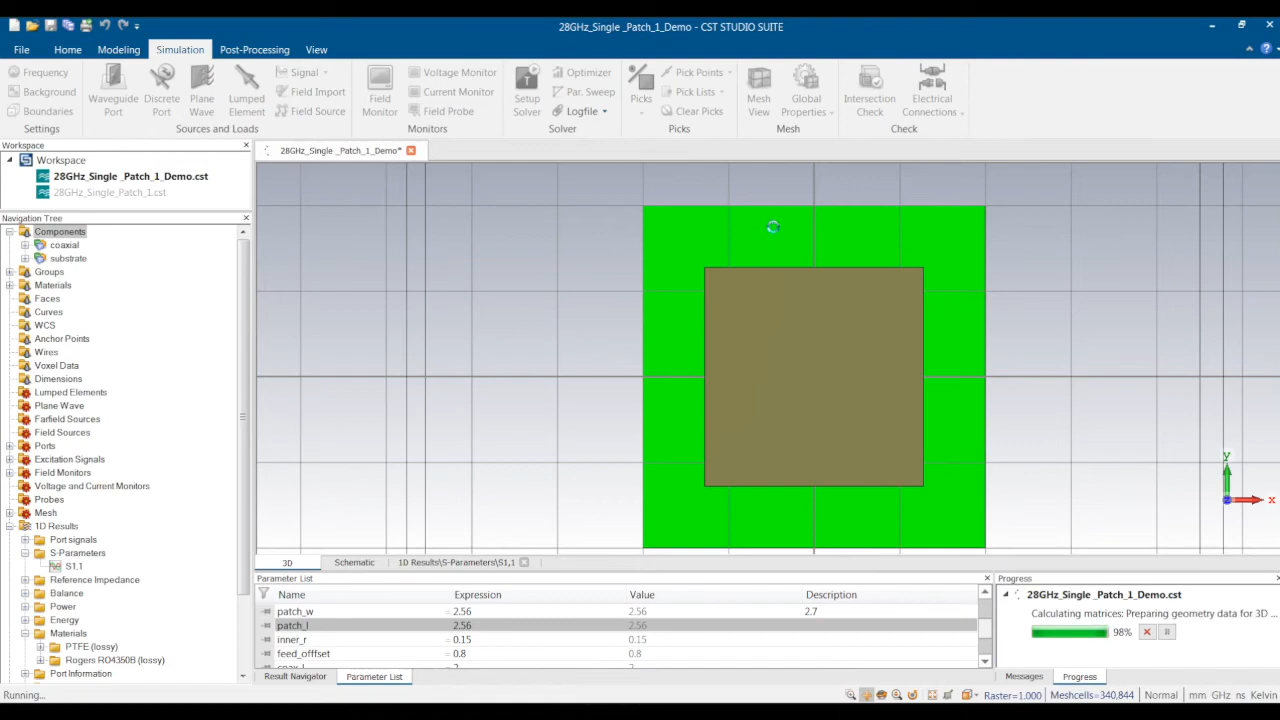 28GHz_Single _Patch_1_Demo - CST STUDIO SUITE
File Home Modeling Simulation Post-Processing View
Frequency
Background
Boundaries
Settings
Waveguide Port
Discrete Port
Plane Wave
Lumped Element
Signal
Field Import
Field Source
Sources and Loads
Field Monitor
Voltage Monitor
Current Monitor
Field Probe
Monitors
Setup Solver
Optimizer
Par. Sweep
Logfile
Solver
Picks
Pick Points
Pick Lists
Clear Picks
Picks
Mesh View
Global Properties
Mesh
Intersection Check
Electrical Connections
Check
Workspace
Workspace
28GHz_Single _Patch_1_Demo.cst
28GHz_Single_Patch_1.cst
Navigation Tree
Components
coaxial
substrate
Groups
Materials
Faces
Curves
WCS
Anchor Points
Wires
Voxel Data
Dimensions
Lumped Elements
Plane Wave
Farfield Sources
Field Sources
Ports
Excitation Signals
Field Monitors
Voltage and Current Monitors
Probes
Mesh
1D Results
Port signals
S-Parameters
S1,1
Reference Impedance
Balance
Power
Energy
Materials
PTFE (lossy)
Rogers RO4350B (lossy)
Port Information
Running...
28GHz_Single _Patch_1_Demo*
y
x
3D Schematic 1D Results\S-Parameters\S1,1
Parameter List
Name Expression Value Description
patch_w = 2.56 2.56 2.7
patch_l = 2.56 2.56
inner_r = 0.15 0.15
feed_offfset = 0.8 0.8
Result Navigator Parameter List
Progress
28GHz_Single _Patch_1_Demo.cst
Calculating matrices: Preparing geometry data for 3D ...
98%
Messages Progress
Raster=1.000 Meshcells=340,844 Normal mm GHz ns Kelvin